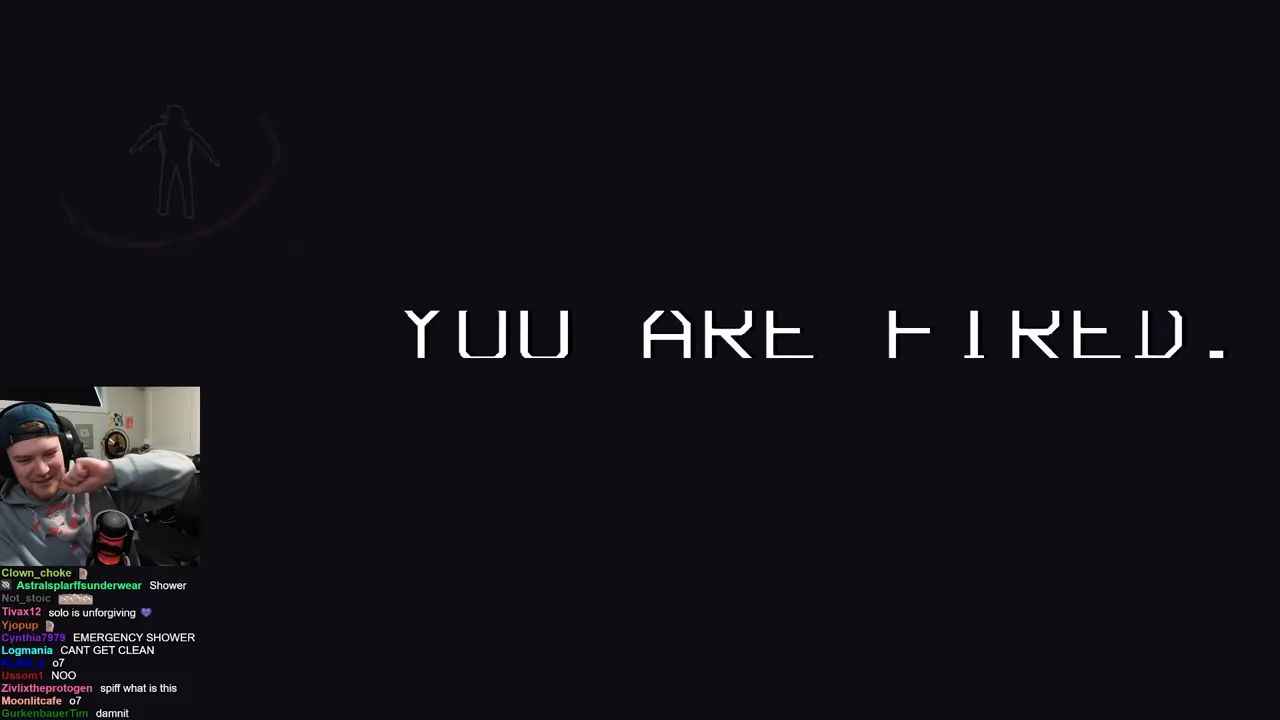 YOU ARE FIRED.
Clown_choke
Astralsplarffsunderwear Shower
Not_stoic
Tivax12 solo is unforgiving
Yjopup
Cynthia7979 EMERGENCY SHOWER
Logmania CANT GET CLEAN
o7
Ussom1 NOO
Zivlixtheprotogen spiff what is this
Moonlitcafe o7
GurkenbauerTim damnit